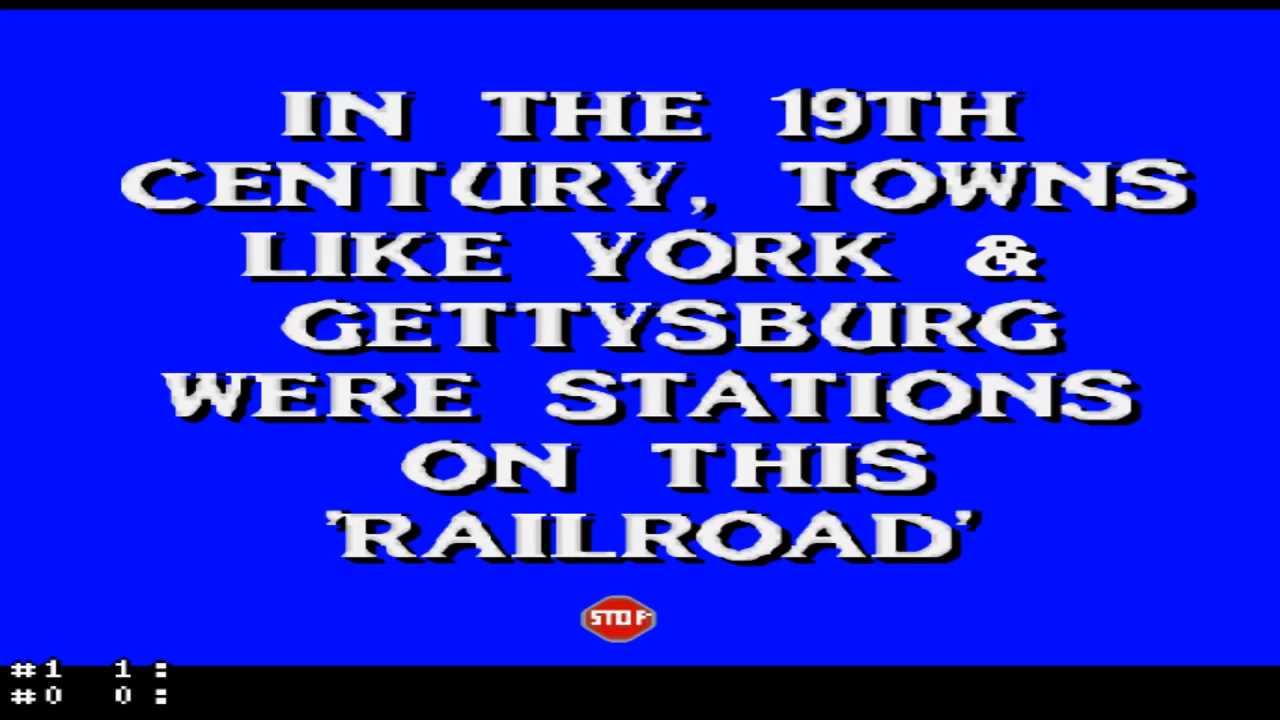 IN THE 19TH
CENTURY, TOWNS
LIKE YORK &
GETTYSBURG
WERE STATIONS
ON THIS
'RAILROAD'
STOP
#1 1 :
#0 0 :